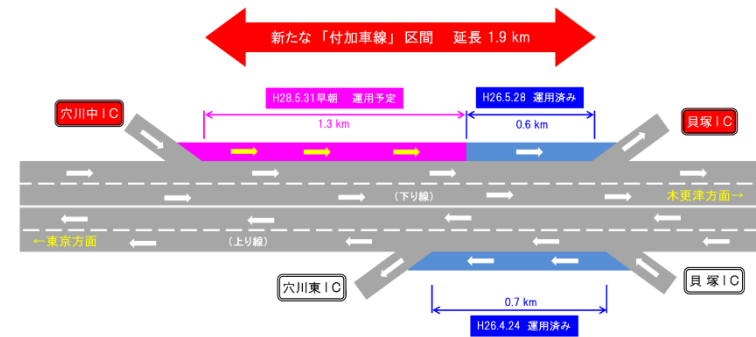 新たな「付加車線」区間 延長 1.9 km
H28.5.31早朝 運用予定
H26.5.28 運用済み
穴川中IC
1.3 km
0.6 km
貝塚IC
(下り線)
木更津方面→
←東京方面
(上り線)
穴川東IC
貝塚IC
0.7 km
H26.4.24 運用済み